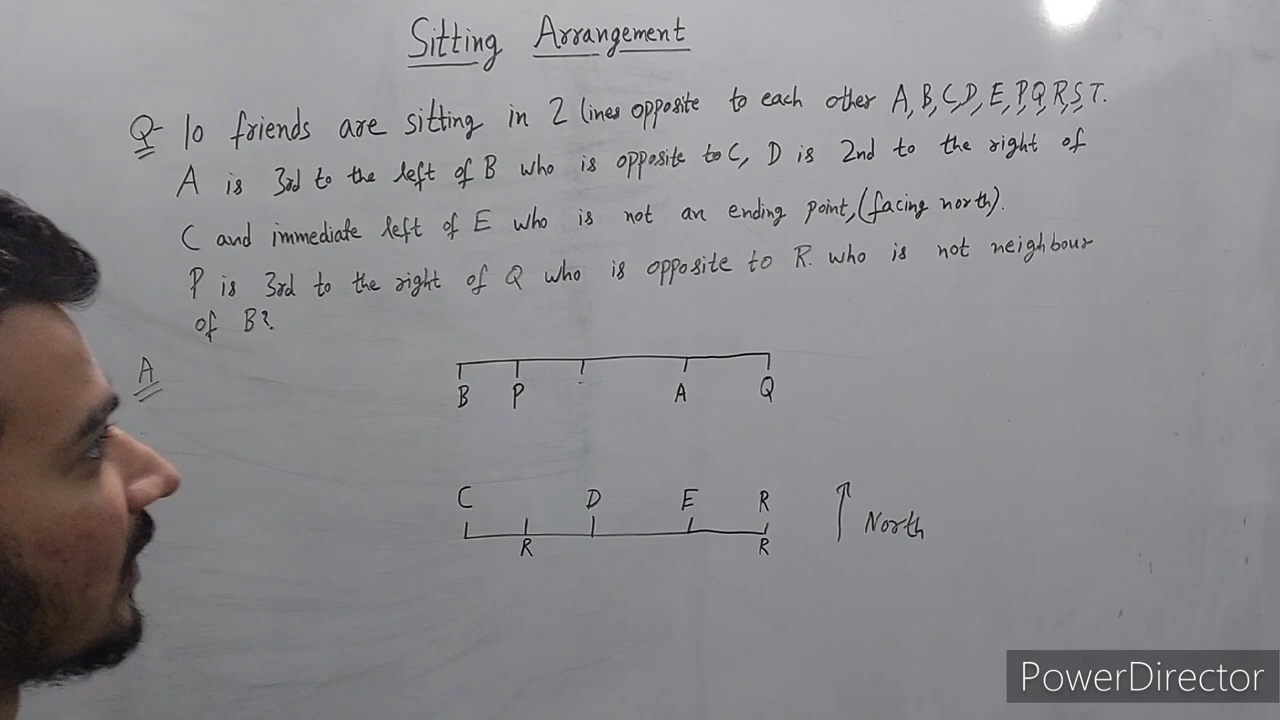 Sitting Arrangement
Q- 10 friends are sitting in 2 lines opposite to each other A, B, C, D, E, P, Q, R, S, T.
A is 3rd to the left of B who is opposite to C, D is 2nd to the right of
C and immediate left of E who is not an ending point, (facing north).
P is 3rd to the right of Q who is opposite to R. who is not neighbour
of B?
A
B P A Q
C D E R
R R
North
PowerDirector